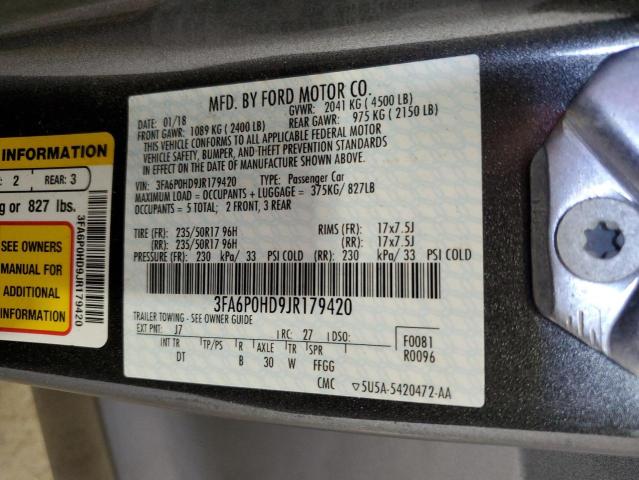 INFORMATION
2 REAR: 3
g or 827 lbs.
SEE OWNERS
MANUAL FOR
ADDITIONAL
INFORMATION
3FA6P0HD9JR179420
MFD. BY FORD MOTOR CO.
DATE: 01/18 GVWR: 2041 KG ( 4500 LB)
FRONT GAWR: 1089 KG ( 2400 LB) REAR GAWR: 975 KG ( 2150 LB)
THIS VEHICLE CONFORMS TO ALL APPLICABLE FEDERAL MOTOR
VEHICLE SAFETY, BUMPER, AND THEFT PREVENTION STANDARDS
IN EFFECT ON THE DATE OF MANUFACTURE SHOWN ABOVE.
VIN: 3FA6P0HD9JR179420 TYPE: Passenger Car
MAXIMUM LOAD = OCCUPANTS + LUGGAGE = 375KG/ 827LB
OCCUPANTS = 5 TOTAL; 2 FRONT, 3 REAR
TIRE (FR): 235/50R17 96H RIMS (FR): 17x7.5J
(RR): 235/50R17 96H (RR): 17x7.5J
PRESSURE (FR): 230 kPa/ 33 PSI COLD (RR): 230 kPa/ 33 PSI COLD
3FA6P0HD9JR179420
TRAILER TOWING - SEE OWNER GUIDE
EXT PNT: J7 RC: 27 DSO: F0081
INT TR TP/PS R AXLE TR SPR R0096
DT B 30 W FFGG
CMC ▽5U5A-5420472-AA